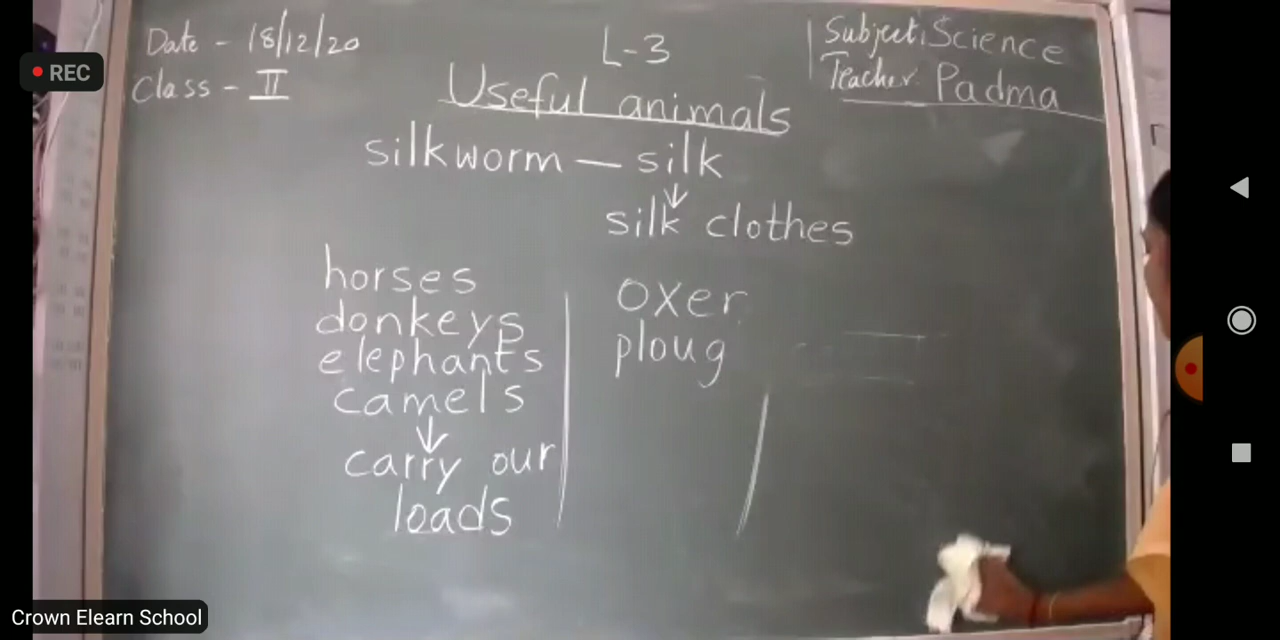 Date - 18/12/20
Class - II
L-3
Subject: Science
Teacher: Padma
Useful animals
silkworm — silk
↓
silk clothes
horses
donkeys
elephants
camels
↓
carry our
loads
oxer
ploug
REC
Crown Elearn School